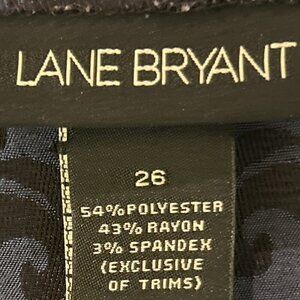 LANE BRYANT
26
54%POLYESTER
43% RAYON
3% SPANDEX
(EXCLUSIVE
OF TRIMS)